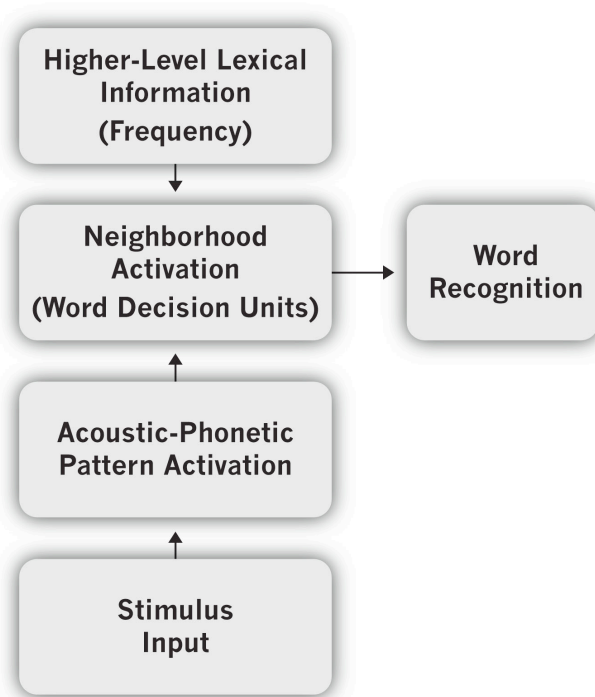 Higher-Level Lexical
Information
(Frequency)
Neighborhood
Activation
(Word Decision Units)
Word
Recognition
Acoustic-Phonetic
Pattern Activation
Stimulus
Input